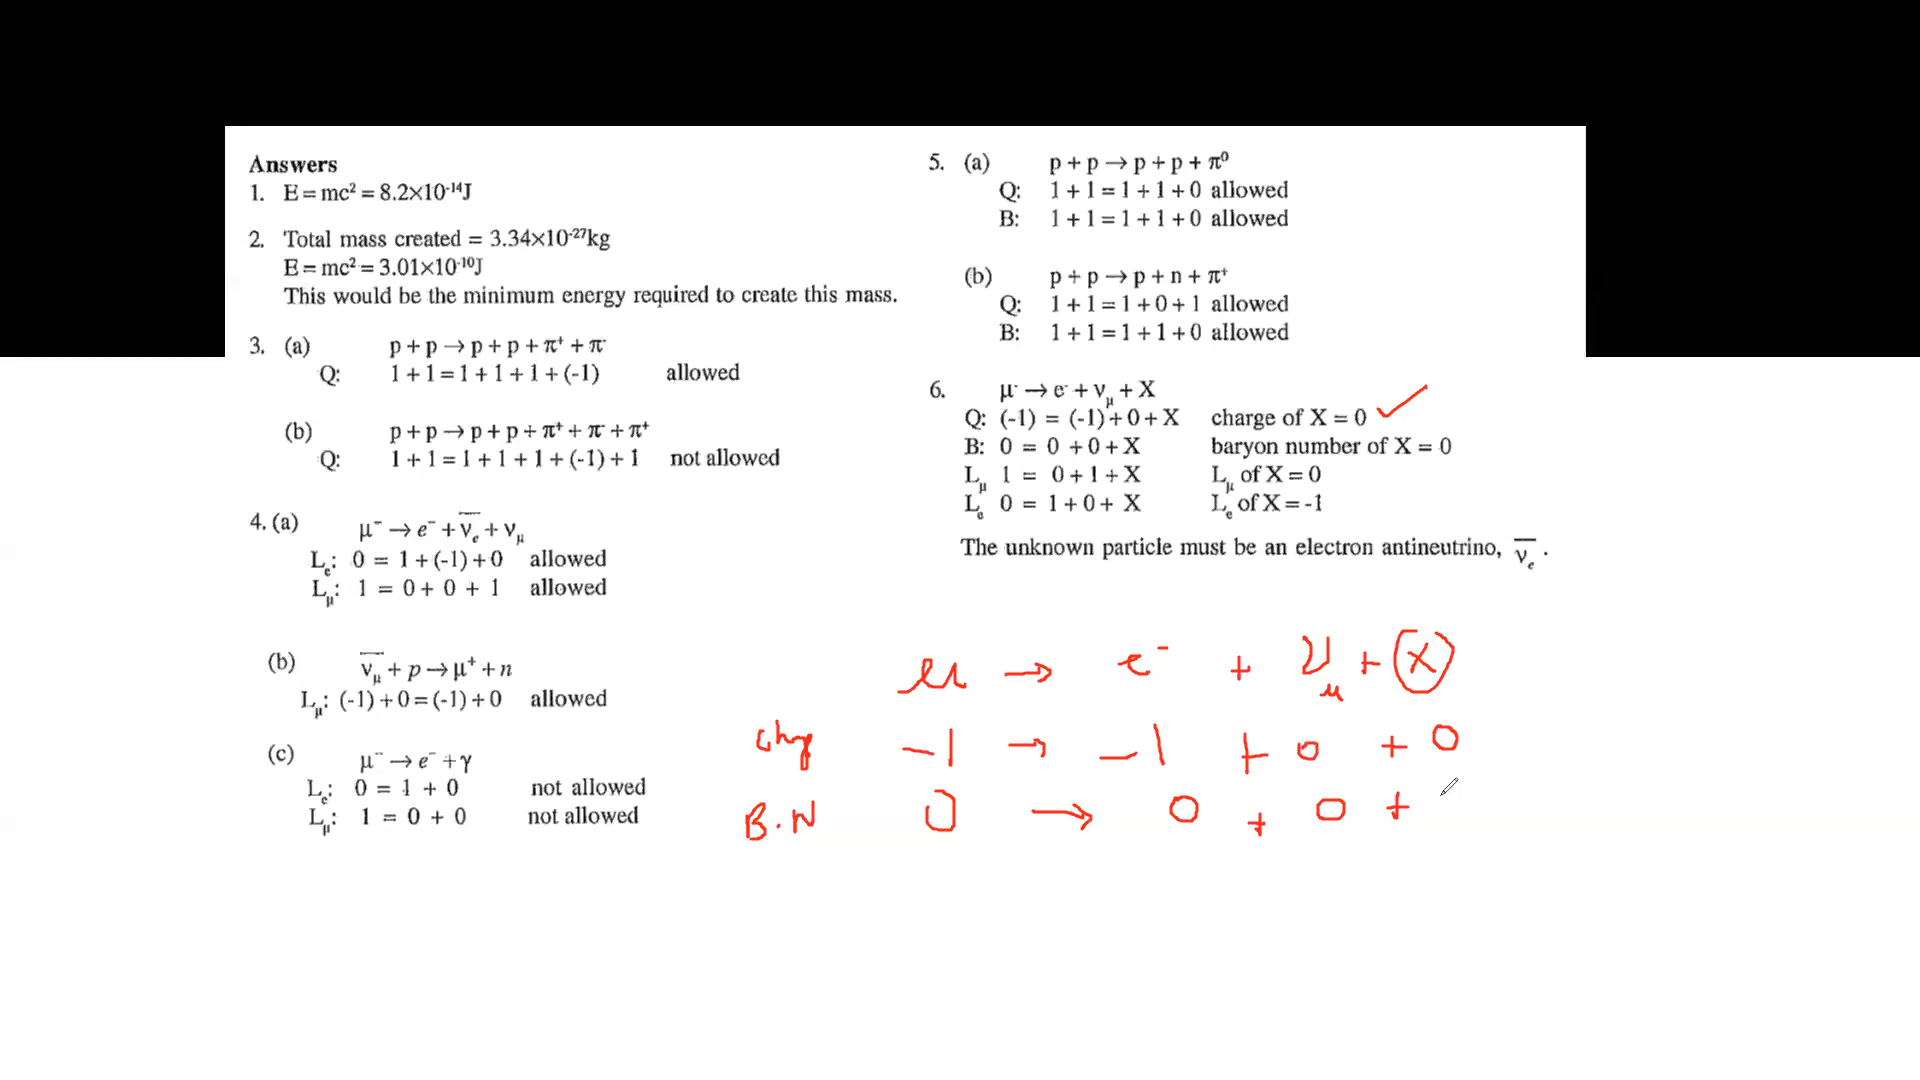 Answers
1. E = mc² = 8.2×10⁻¹⁴J
2. Total mass created = 3.34×10⁻²⁷kg
E = mc² = 3.01×10⁻¹⁰J
This would be the minimum energy required to create this mass.
3. (a) p + p → p + p + π⁺ + π⁻
Q: 1 + 1 = 1 + 1 + 1 + (-1) allowed
(b) p + p → p + p + π⁺ + π⁻ + π⁺
Q: 1 + 1 = 1 + 1 + 1 + (-1) + 1 not allowed
4. (a) μ⁻ → e⁻ + ν̅ₑ + ν_μ
Lₑ: 0 = 1 + (-1) + 0 allowed
L_μ: 1 = 0 + 0 + 1 allowed
(b) ν̅_μ + p → μ⁺ + n
L_μ: (-1) + 0 = (-1) + 0 allowed
(c) μ⁻ → e⁻ + γ
Lₑ: 0 = 1 + 0 not allowed
L_μ: 1 = 0 + 0 not allowed
5. (a) p + p → p + p + π⁰
Q: 1 + 1 = 1 + 1 + 0 allowed
B: 1 + 1 = 1 + 1 + 0 allowed
(b) p + p → p + n + π⁺
Q: 1 + 1 = 1 + 0 + 1 allowed
B: 1 + 1 = 1 + 1 + 0 allowed
6. μ⁻ → e⁻ + ν_μ + X
Q: (-1) = (-1) + 0 + X charge of X = 0 ✓
B: 0 = 0 + 0 + X baryon number of X = 0
L_μ 1 = 0 + 1 + X L_μ of X = 0
Lₑ 0 = 1 + 0 + X Lₑ of X = -1
The unknown particle must be an electron antineutrino, ν̅ₑ .
μ → e⁻ + ν_μ + X
chg -1 → -1 + 0 + 0
B.N 0 → 0 + 0 +